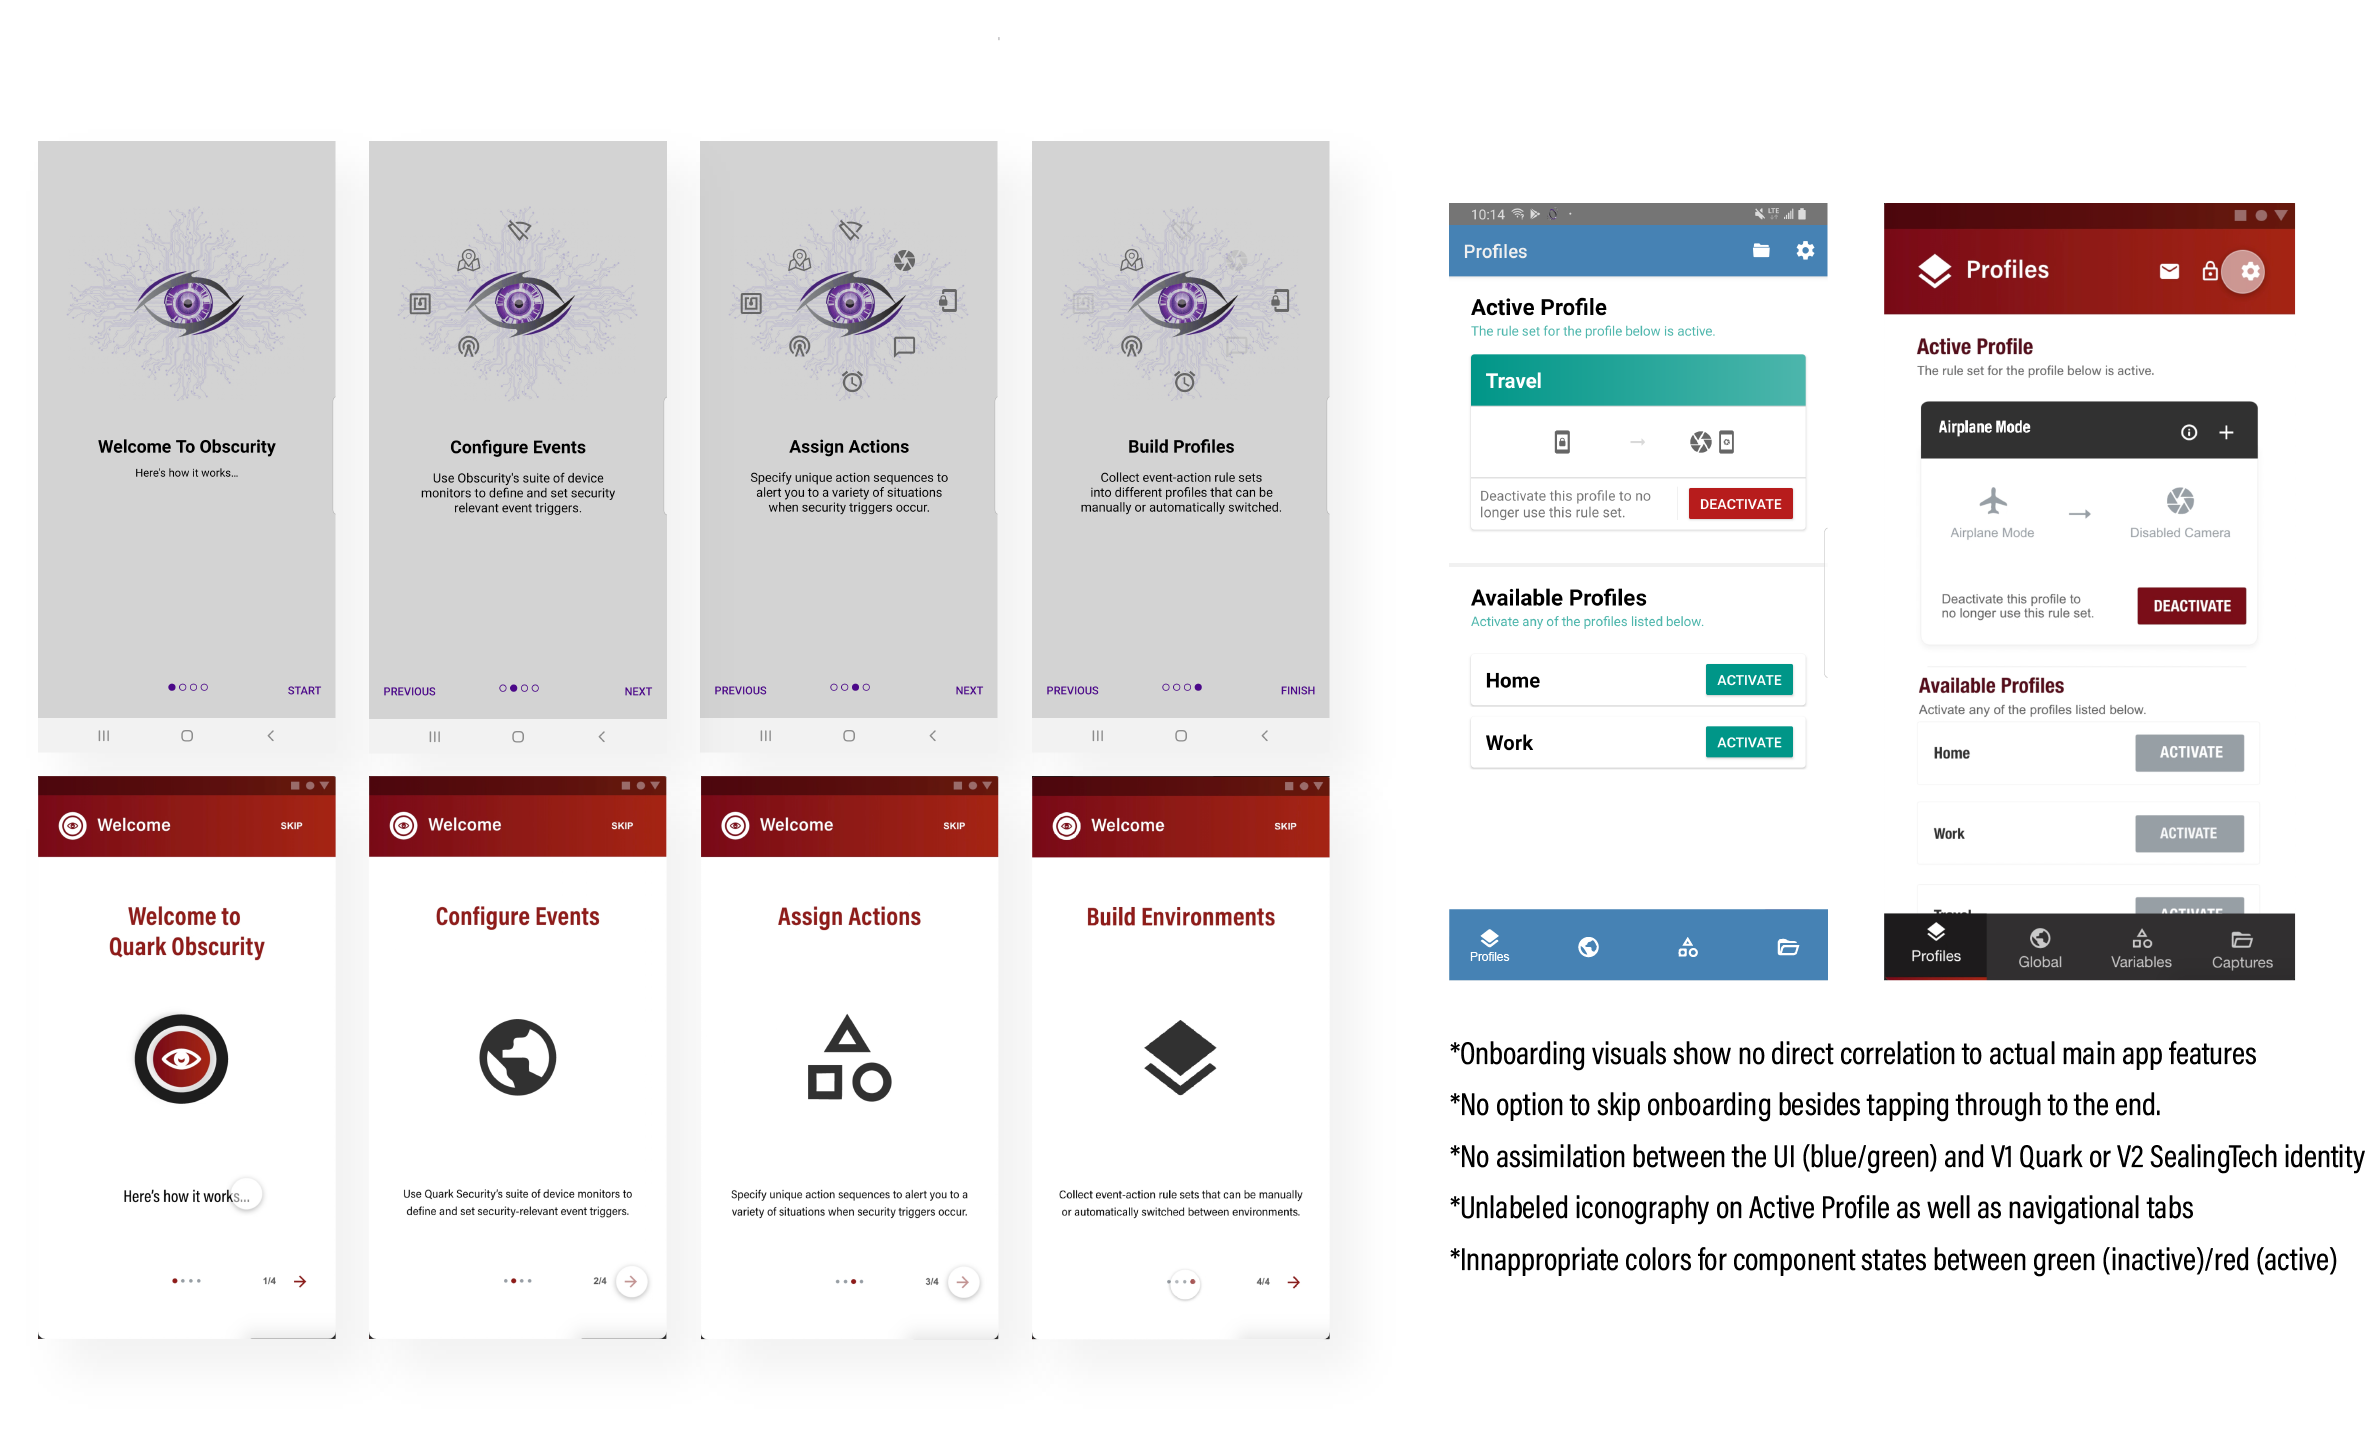 Welcome To Obscurity
Here's how it works...
START
Configure Events
Use Obscurity's suite of device
monitors to define and set security
relevant event triggers.
PREVIOUS
NEXT
Assign Actions
Specify unique action sequences to
alert you to a variety of situations
when security triggers occur.
PREVIOUS
NEXT
Build Profiles
Collect event-action rule sets
into different profiles that can be
manually or automatically switched.
PREVIOUS
FINISH
Welcome
SKIP
Welcome to
Quark Obscurity
Here's how it works...
1/4
Welcome
SKIP
Configure Events
Use Quark Security's suite of device monitors to
define and set security-relevant event triggers.
2/4
Welcome
SKIP
Assign Actions
Specify unique action sequences to alert you to a
variety of situations when security triggers occur.
3/4
Welcome
SKIP
Build Environments
Collect event-action rule sets that can be manually
or automatically switched between environments.
4/4
10:14
LTE
Profiles
Active Profile
The rule set for the profile below is active.
Travel
Deactivate this profile to no
longer use this rule set.
DEACTIVATE
Available Profiles
Activate any of the profiles listed below.
Home
ACTIVATE
Work
ACTIVATE
Profiles
Profiles
Active Profile
The rule set for the profile below is active.
Airplane Mode
Airplane Mode
Disabled Camera
Deactivate this profile to
no longer use this rule set.
DEACTIVATE
Available Profiles
Activate any of the profiles listed below.
Home
ACTIVATE
Work
ACTIVATE
Travel
ACTIVATE
Profiles
Global
Variables
Captures
*Onboarding visuals show no direct correlation to actual main app features
*No option to skip onboarding besides tapping through to the end.
*No assimilation between the UI (blue/green) and V1 Quark or V2 SealingTech identity
*Unlabeled iconography on Active Profile as well as navigational tabs
*Innappropriate colors for component states between green (inactive)/red (active)